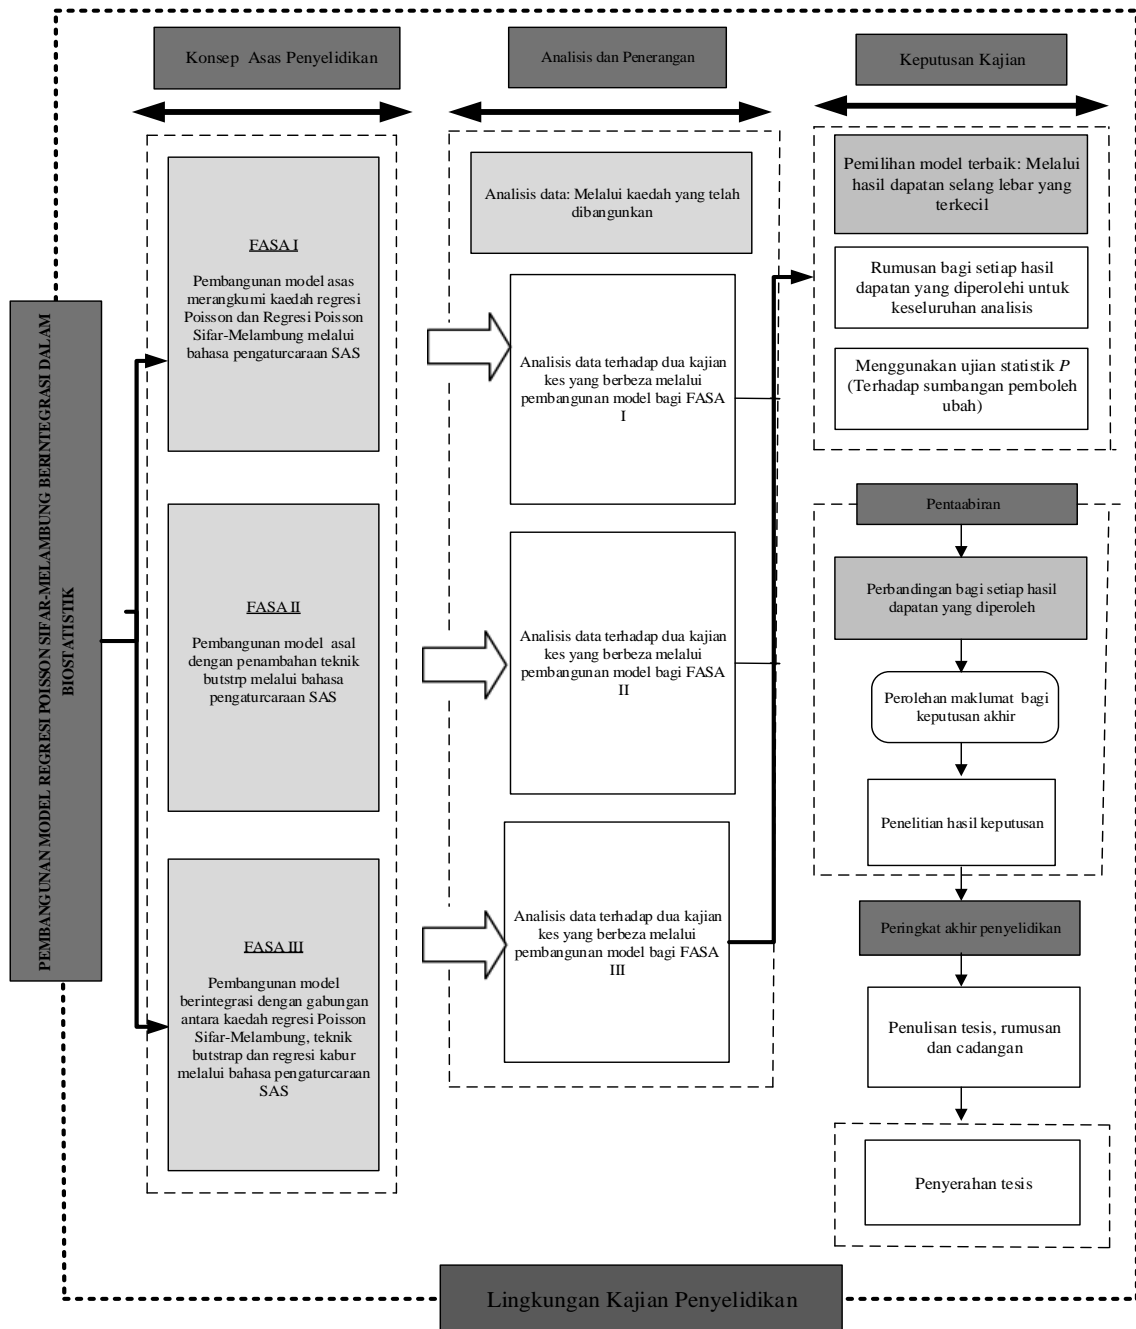 PEMBANGUNAN MODEL REGRESI POISSON SIFAR-MELAMBUNG BERINTEGRASI DALAM
BIOSTATISTIK
Konsep Asas Penyelidikan
FASA I
Pembangunan model asas
merangkumi kaedah regresi
Poisson dan Regresi Poisson
Sifar-Melambung melalui
bahasa pengaturcaraan SAS
FASA II
Pembangunan model asal
dengan penambahan teknik
butstrp melalui bahasa
pengaturcaraan SAS
FASA III
Pembangunan model
berintegrasi dengan gabungan
antara kaedah regresi Poisson
Sifar-Melambung, teknik
butstrap dan regresi kabur
melalui bahasa pengaturcaraan
SAS
Analisis dan Penerangan
Analisis data: Melalui kaedah yang telah
dibangunkan
Analisis data terhadap dua kajian
kes yang berbeza melalui
pembangunan model bagi FASA
I
Analisis data terhadap dua kajian
kes yang berbeza melalui
pembangunan model bagi FASA
II
Analisis data terhadap dua kajian
kes yang berbeza melalui
pembangunan model bagi FASA
III
Keputusan Kajian
Pemilihan model terbaik: Melalui
hasil dapatan selang lebar yang
terkecil
Rumusan bagi setiap hasil
dapatan yang diperolehi untuk
keseluruhan analisis
Menggunakan ujian statistik P
(Terhadap sumbangan pemboleh
ubah)
Pentaabiran
Perbandingan bagi setiap hasil
dapatan yang diperoleh
Perolehan maklumat bagi
keputusan akhir
Penelitian hasil keputusan
Peringkat akhir penyelidikan
Penulisan tesis, rumusan
dan cadangan
Penyerahan tesis
Lingkungan Kajian Penyelidikan